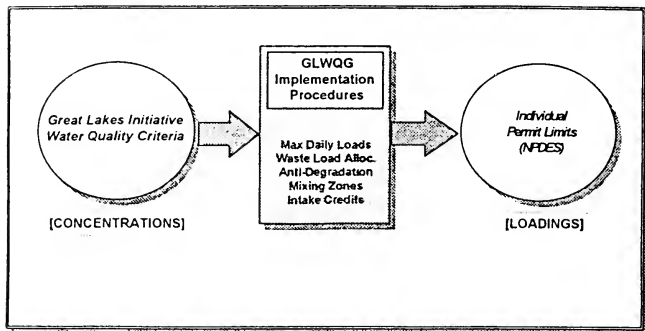 Great Lakes Initiative
Water Quality Criteria
[CONCENTRATIONS]
GLWQG
Implementation
Procedures
Max Daily Loads
Waste Load Alloc.
Anti-Degradation
Mixing Zones
Intake Credits
Individual
Permit Limits
(NPDES)
[LOADINGS]